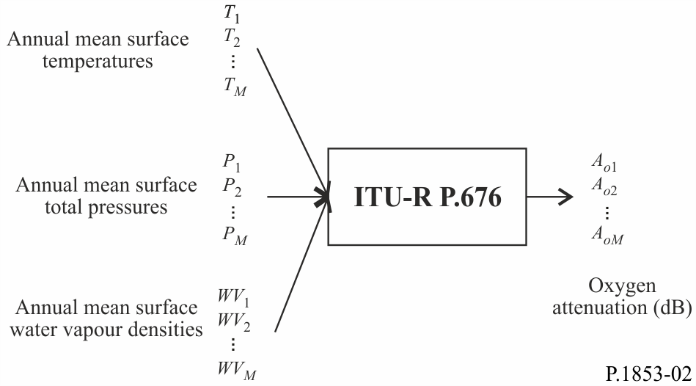 Annual mean surface
temperatures
T1
T2
⋮
TM
Annual mean surface
total pressures
P1
P2
⋮
PM
Annual mean surface
water vapour densities
WV1
WV2
⋮
WVM
ITU-R P.676
Ao1
Ao2
⋮
AoM
Oxygen
attenuation (dB)
P.1853-02